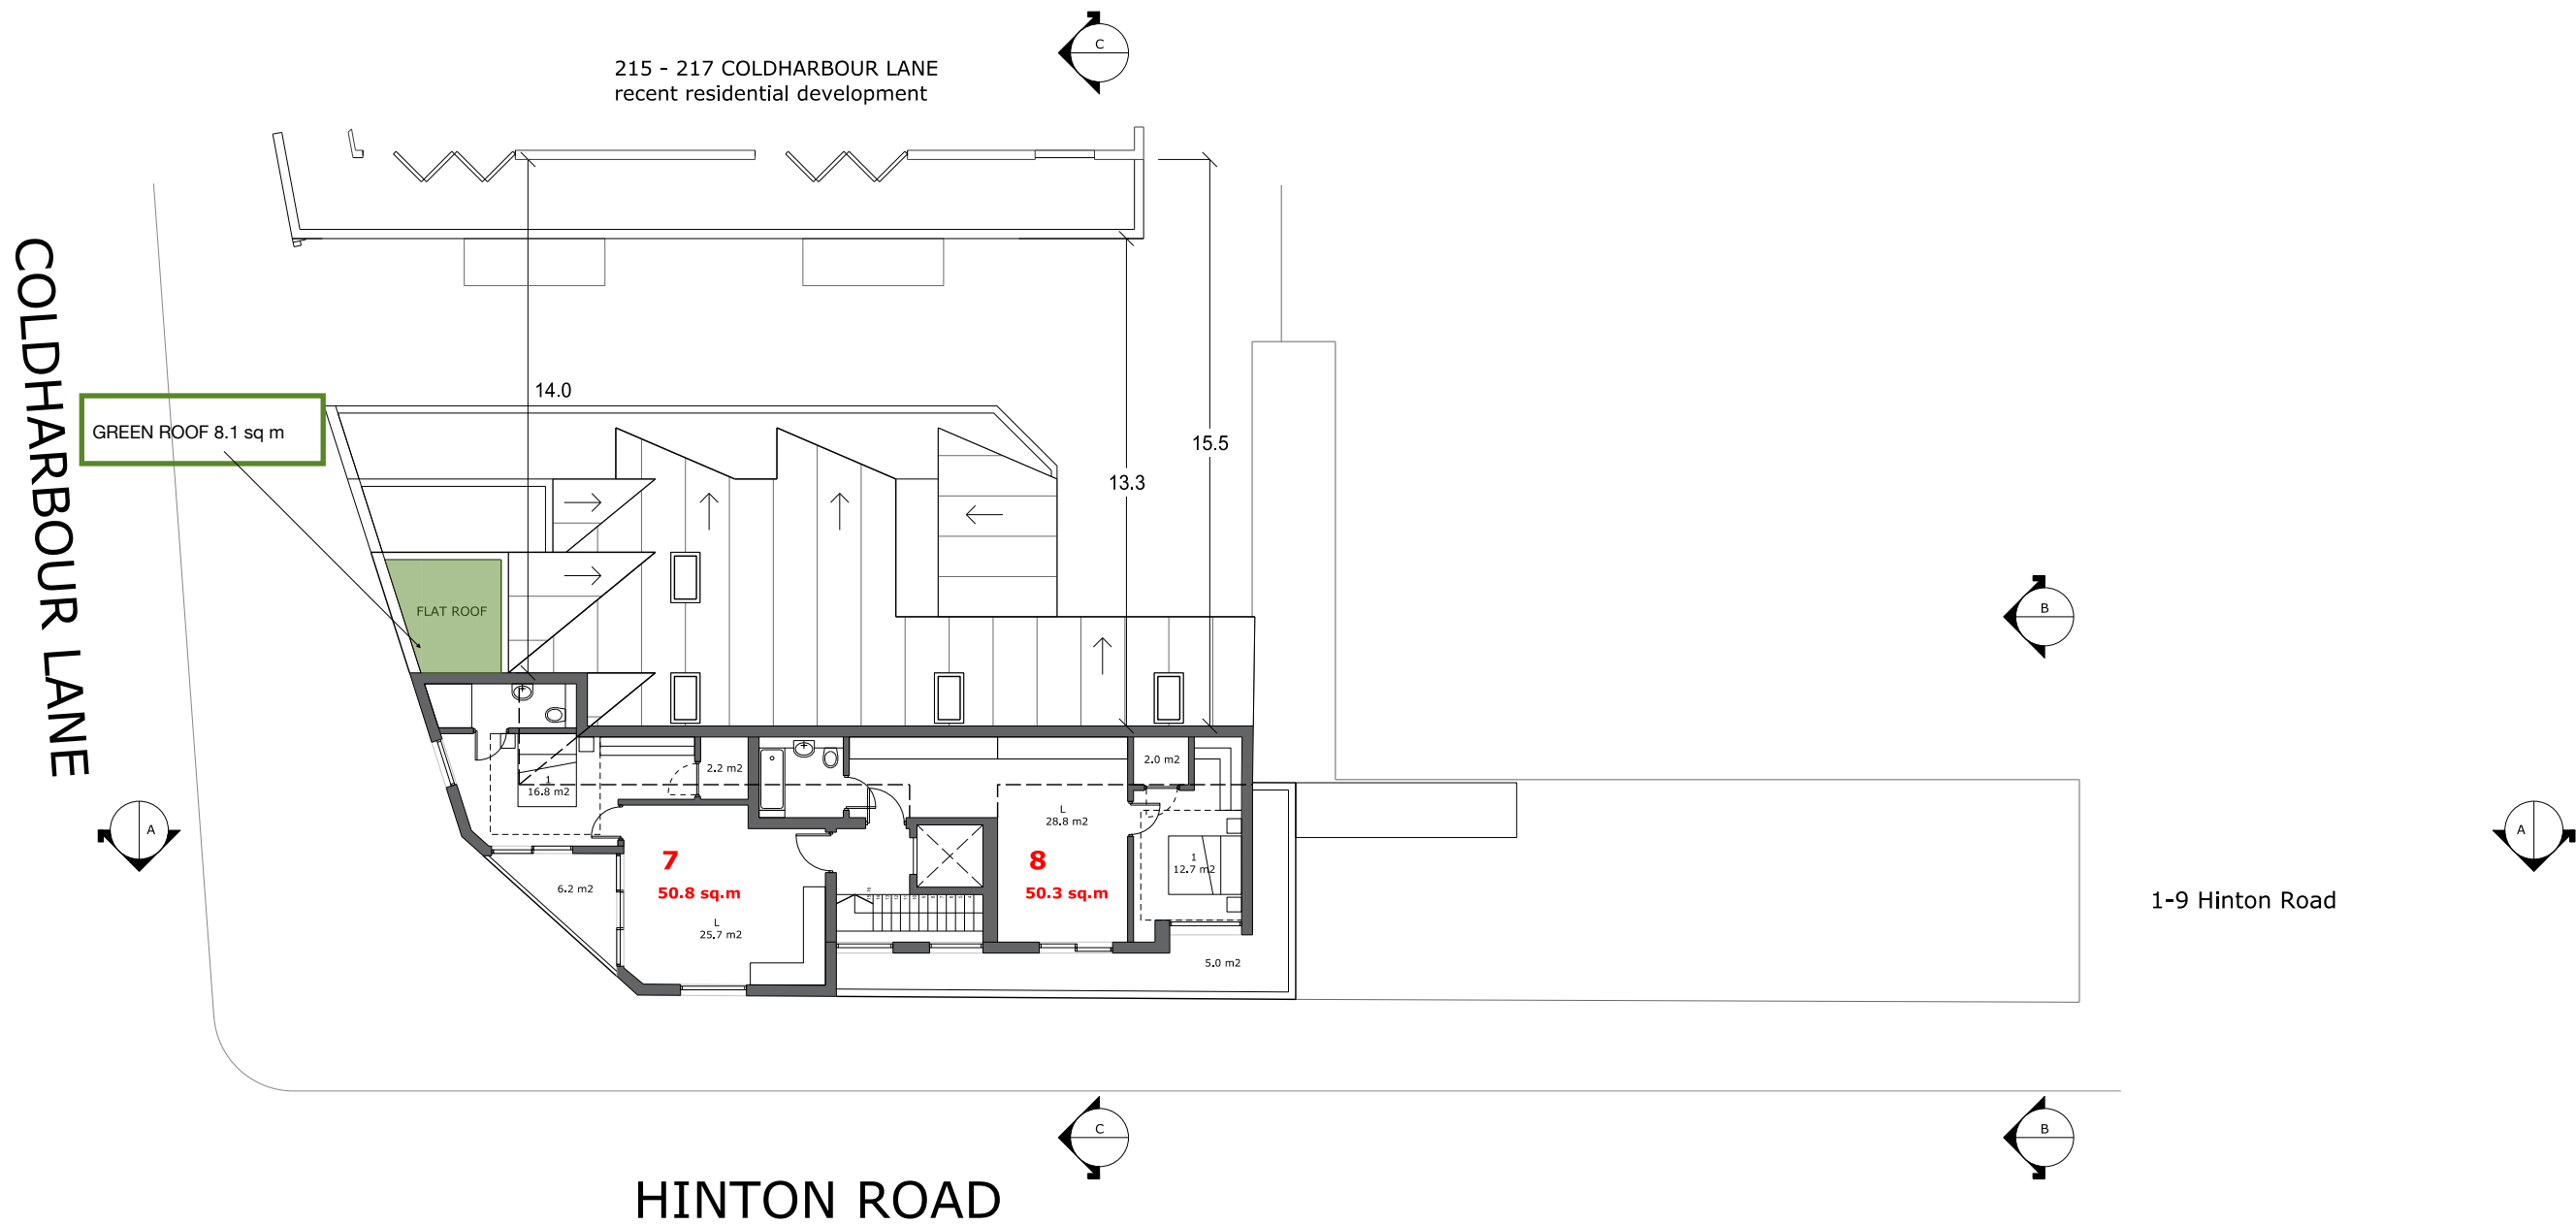 C
215 - 217 COLDHARBOUR LANE
recent residential development
COLDHARBOUR LANE
14.0
GREEN ROOF 8.1 sq m
15.5
13.3
FLAT ROOF
B
2.2 m2
2.0 m2
1
16.8 m2
L
28.8 m2
A
A
7
8
1
12.7 m2
6.2 m2
50.8 sq.m
50.3 sq.m
1-9 Hinton Road
L
25.7 m2
5.0 m2
C
B
HINTON ROAD